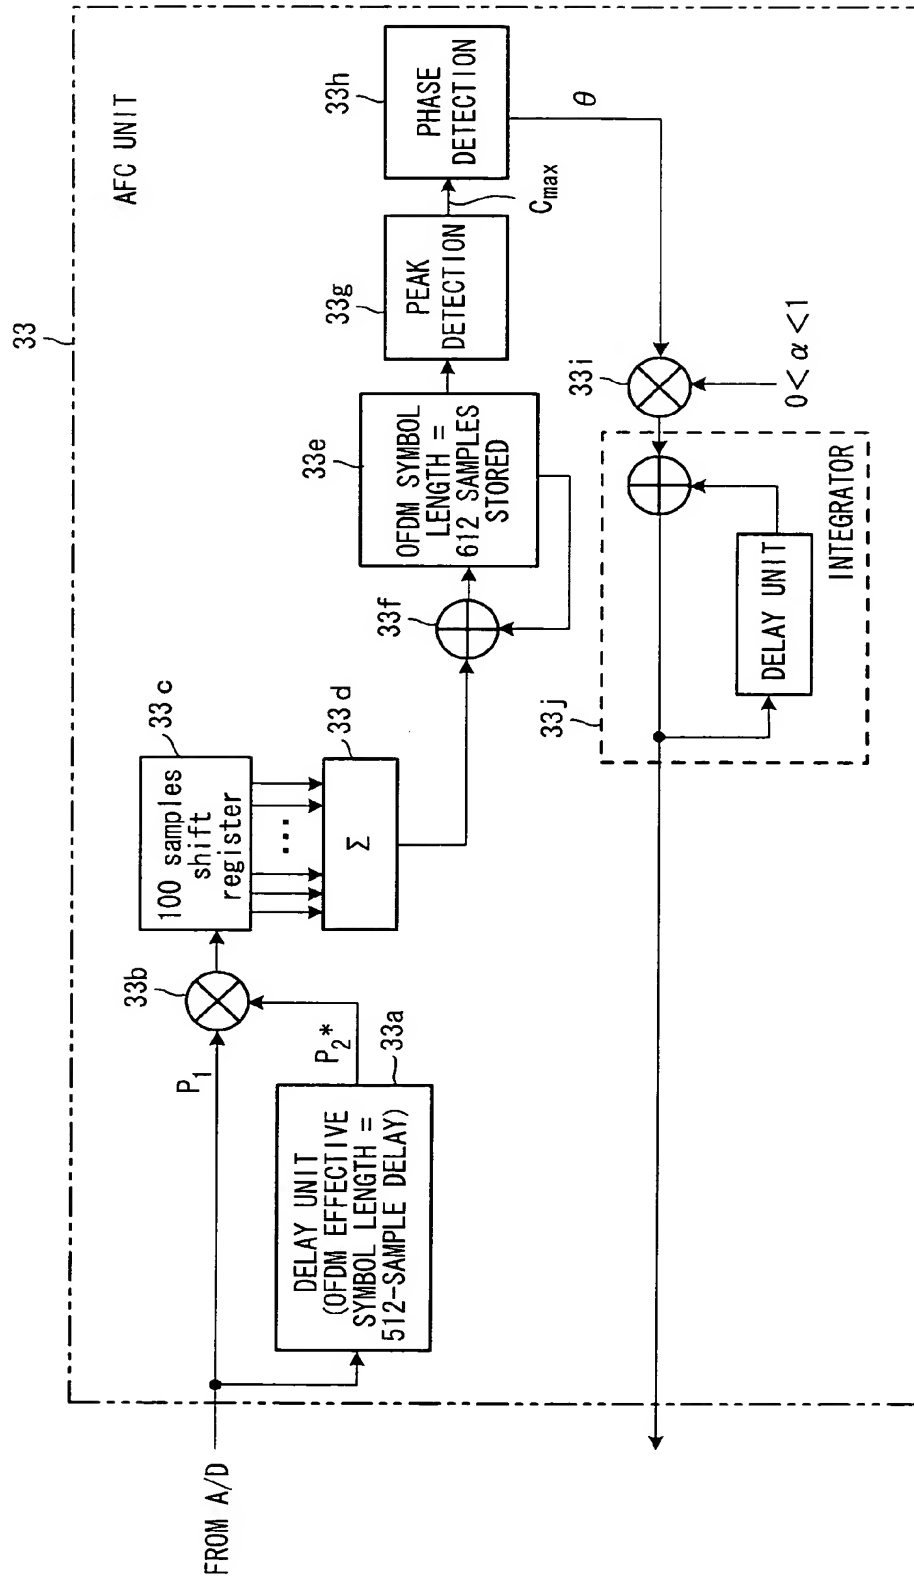 33
AFC UNIT
FROM A/D
P1
DELAY UNIT
(OFDM EFFECTIVE
SYMBOL LENGTH =
512-SAMPLE DELAY)
33a
P2*
33b
100 samples
shift
register
33c
...
Σ
33d
33f
OFDM SYMBOL
LENGTH =
612 SAMPLES
STORED
33e
PEAK
DETECTION
33g
Cmax
PHASE
DETECTION
33h
θ
33i
0<α<1
33j
DELAY UNIT
INTEGRATOR